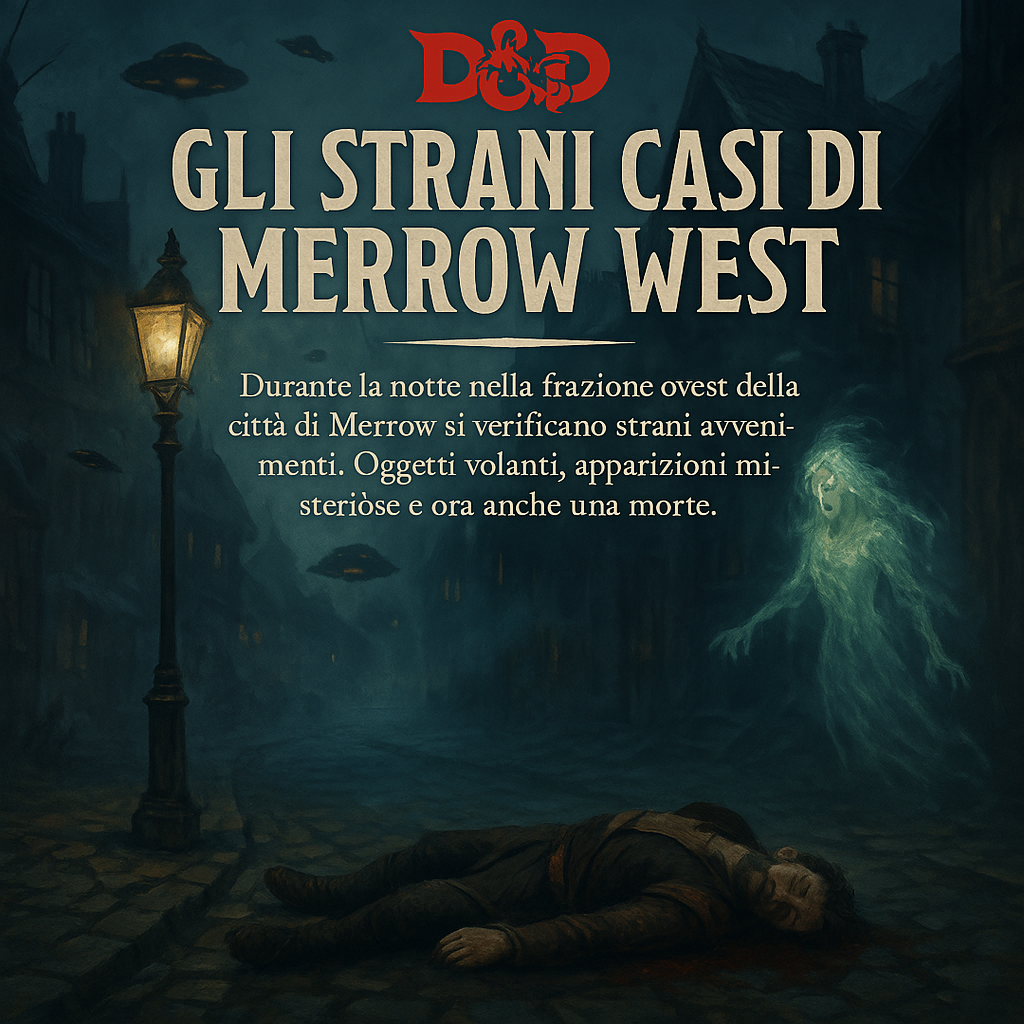 D&D
GLI STRANI CASI DI
MERROW WEST
Durante la notte nella frazione ovest della
città di Merrow si verificano strani avveni-
menti. Oggetti volanti, apparizioni mi-
steriòse e ora anche una morte.